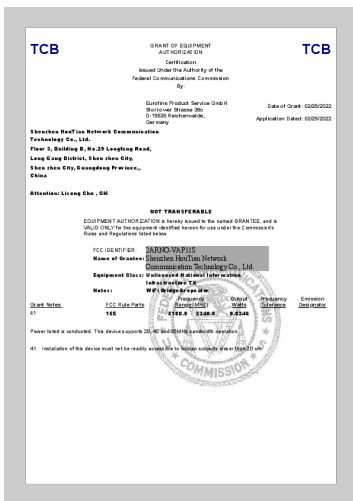 TCB
GRANT OF EQUIPMENT
AUTHORIZATION
TCB
Certification
Issued Under the Authority of the
Federal Communications Commission
By:
Eurofins Product Service GmbH
Storkower Strasse 38c
D-15526 Reichenwalde,
Germany
Date of Grant: 02/25/2022
Application Dated: 02/25/2022
Shenzhen HouTian Network Communication
Technology Co., Ltd.
Floor 3, Building B, No.29 Longfeng Road,
Long Gang District, Shen zhen City,
Shen zhen City, Guangdong Province,,
China
Attention: Lisong Chu , GM
NOT TRANSFERABLE
EQUIPMENT AUTHORIZATION is hereby issued to the named GRANTEE, and is
VALID ONLY for the equipment identified hereon for use under the Commission's
Rules and Regulations listed below.
FCC IDENTIFIER: 2ARNO-VAP11S
Name of Grantee: Shenzhen HouTian Network
Communication Technology Co., Ltd.
Equipment Class: Unlicensed National Information
Infrastructure TX
Notes: WiFi Bridge&repeater
Grant Notes FCC Rule Parts Frequency Range (MHZ) Output Watts Frequency Tolerance Emission Designator
41 15E 5180.0 - 5240.0 0.0246
Power listed is conducted. This device supports 20, 40 and 80MHz bandwidth operation.
41: Installation of this device must not be readily accessible to human subjects closer than 20 cm.
COMMISSION